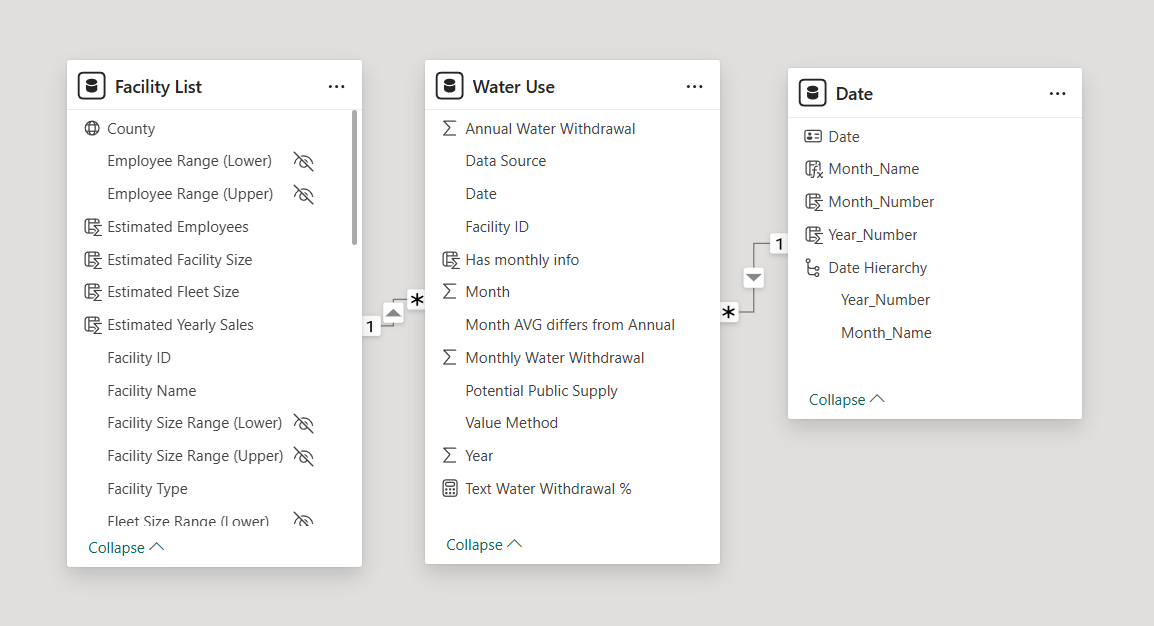 Facility List
County
Employee Range (Lower)
Employee Range (Upper)
Estimated Employees
Estimated Facility Size
Estimated Fleet Size
Estimated Yearly Sales
Facility ID
Facility Name
Facility Size Range (Lower)
Facility Size Range (Upper)
Facility Type
Fleet Size Range (Lower)
Collapse
1
*
Water Use
Annual Water Withdrawal
Data Source
Date
Facility ID
Has monthly info
Month
Month AVG differs from Annual
Monthly Water Withdrawal
Potential Public Supply
Value Method
Year
Text Water Withdrawal %
Collapse
*
1
Date
Date
Month_Name
Month_Number
Year_Number
Date Hierarchy
Year_Number
Month_Name
Collapse